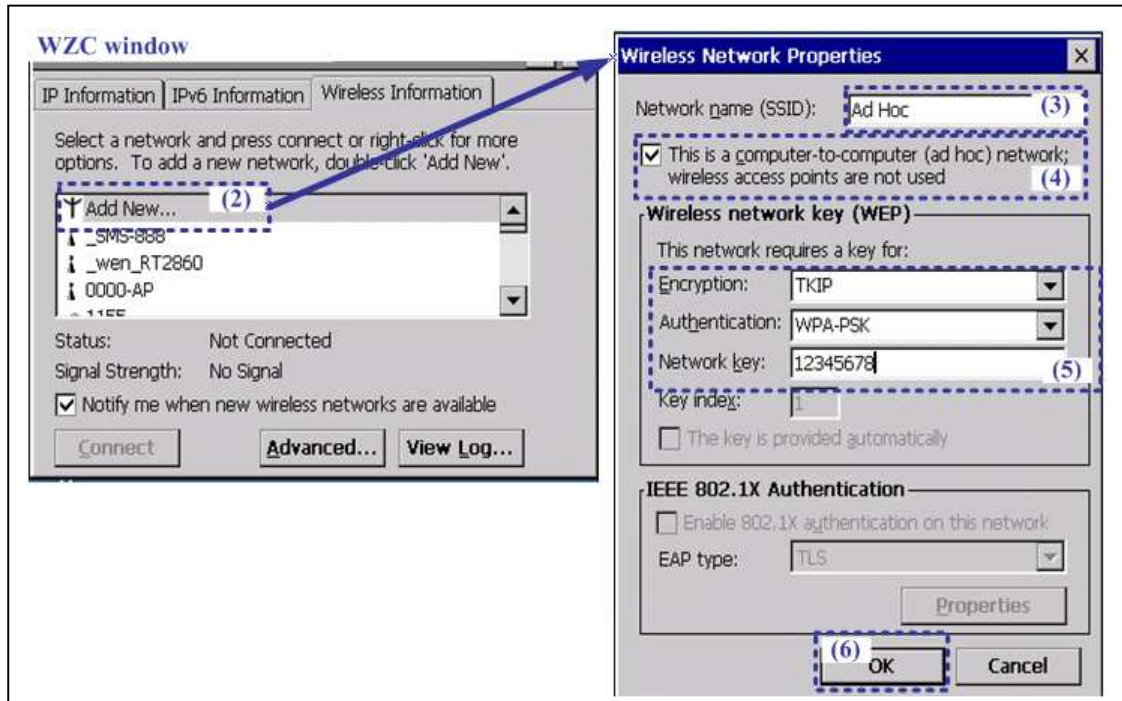 WZC window
IP Information IPv6 Information Wireless Information
Select a network and press connect or right-click for more
options. To add a new network, double-click 'Add New'.
Add New... (2)
_SMS-888
_wen_RT2860
0000-AP
Status: Not Connected
Signal Strength: No Signal
Notify me when new wireless networks are available
Connect Advanced... View Log...
Wireless Network Properties
Network name (SSID): Ad Hoc (3)
This is a computer-to-computer (ad hoc) network;
wireless access points are not used (4)
Wireless network key (WEP)
This network requires a key for:
Encryption: TKIP
Authentication: WPA-PSK
Network key: 12345678 (5)
Key index: 1
The key is provided automatically
IEEE 802.1X Authentication
Enable 802.1X authentication on this network
EAP type: TLS
Properties
(6) OK Cancel